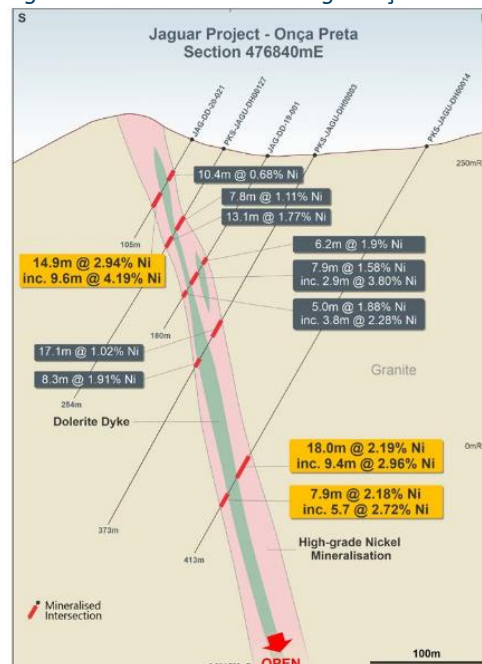 S
Jaguar Project - Onça Preta
Section 476840mE
JAG-DD-20-021
PKS-JAGU-DH00127
JAG-DD-19-001
PKS-JAGU-DH00083
PKS-JAGU-DH00014
250mR
10.4m @ 0.68% Ni
7.8m @ 1.11% Ni
13.1m @ 1.77% Ni
105m
14.9m @ 2.94% Ni
inc. 9.6m @ 4.19% Ni
6.2m @ 1.9% Ni
7.9m @ 1.58% Ni
inc. 2.9m @ 3.80% Ni
5.0m @ 1.88% Ni
inc. 3.8m @ 2.28% Ni
160m
17.1m @ 1.02% Ni
8.3m @ 1.91% Ni
Granite
254m
Dolerite Dyke
0mR
18.0m @ 2.19% Ni
inc. 9.4m @ 2.96% Ni
7.9m @ 2.18% Ni
inc. 5.7 @ 2.72% Ni
373m
High-grade Nickel
Mineralisation
413m
Mineralised
Intersection
OPEN
100m